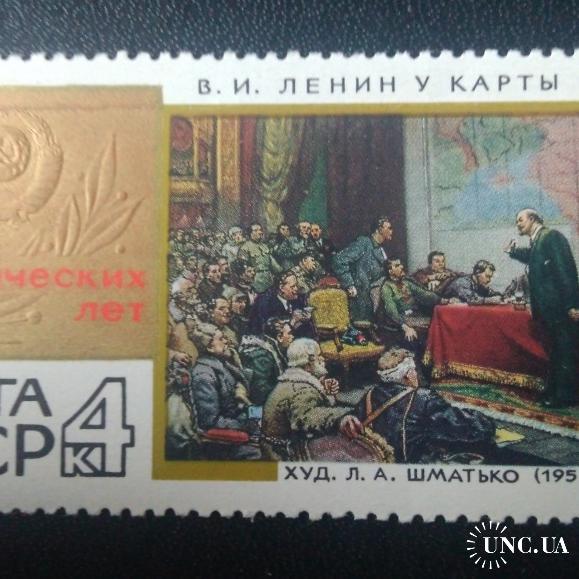 В. И. ЛЕНИН У КАРТЫ
ческих
лет
ТА
СР 4 К
ХУД. Л. А. ШМАТЬКО (195
UNC.UA